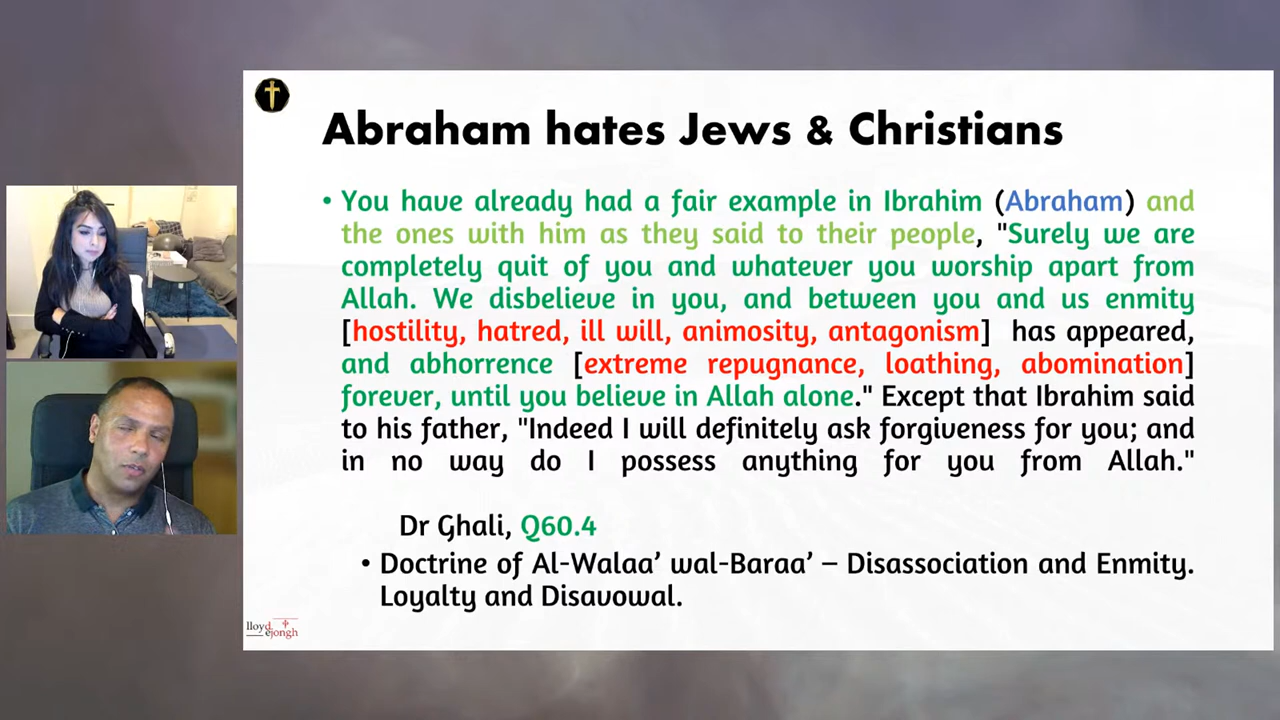 Abraham hates Jews & Christians
• You have already had a fair example in Ibrahim (Abraham) and
the ones with him as they said to their people, "Surely we are
completely quit of you and whatever you worship apart from
Allah. We disbelieve in you, and between you and us enmity
[hostility, hatred, ill will, animosity, antagonism] has appeared,
and abhorrence [extreme repugnance, loathing, abomination]
forever, until you believe in Allah alone." Except that Ibrahim said
to his father, "Indeed I will definitely ask forgiveness for you; and
in no way do I possess anything for you from Allah."
Dr Ghali, Q60.4
• Doctrine of Al-Walaa’ wal-Baraa’ – Disassociation and Enmity.
Loyalty and Disavowal.
lloyd
ejongh